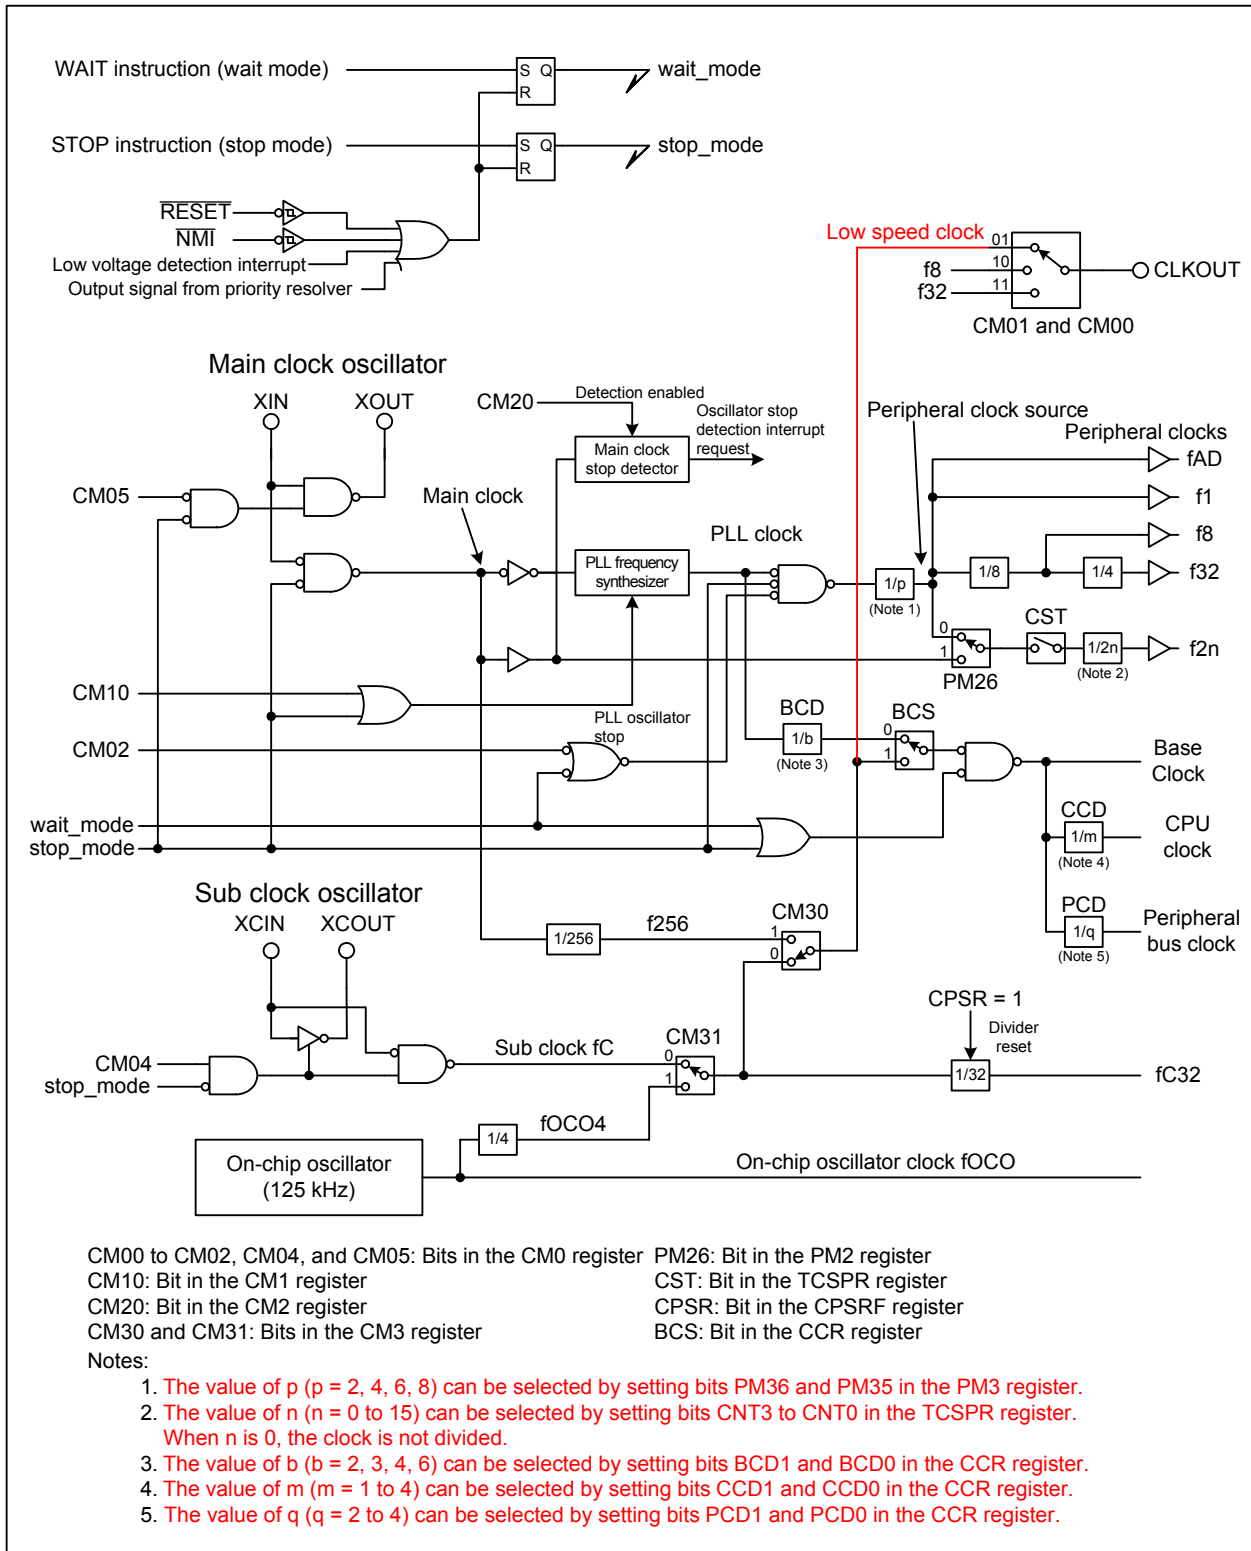 WAIT instruction (wait mode)
S Q
R
wait_mode
STOP instruction (stop mode)
S Q
R
stop_mode
RESET
NMI
Low voltage detection interrupt
Output signal from priority resolver
Low speed clock
01
f8
10
f32
11
CLKOUT
CM01 and CM00
Main clock oscillator
XIN
XOUT
CM20
Detection enabled
Oscillator stop
detection interrupt
request
Main clock
stop detector
Peripheral clock source
Peripheral clocks
fAD
f1
f8
f32
f2n
CM05
Main clock
PLL clock
PLL frequency
synthesizer
1/p
(Note 1)
1/8
1/4
0
1
PM26
CST
1/2n
(Note 2)
CM10
CM02
PLL oscillator
stop
BCD
1/b
(Note 3)
BCS
0
1
Base
Clock
CCD
1/m
(Note 4)
CPU
clock
PCD
1/q
(Note 5)
Peripheral
bus clock
wait_mode
stop_mode
Sub clock oscillator
XCIN
XCOUT
1/256
f256
CM30
1
0
CM04
stop_mode
Sub clock fC
CM31
0
1
CPSR = 1
Divider
reset
1/32
fC32
1/4
fOCO4
On-chip oscillator
(125 kHz)
On-chip oscillator clock fOCO
CM00 to CM02, CM04, and CM05: Bits in the CM0 register
PM26: Bit in the PM2 register
CM10: Bit in the CM1 register
CST: Bit in the TCSPR register
CM20: Bit in the CM2 register
CPSR: Bit in the CPSRF register
CM30 and CM31: Bits in the CM3 register
BCS: Bit in the CCR register
Notes:
1. The value of p (p = 2, 4, 6, 8) can be selected by setting bits PM36 and PM35 in the PM3 register.
2. The value of n (n = 0 to 15) can be selected by setting bits CNT3 to CNT0 in the TCSPR register.
When n is 0, the clock is not divided.
3. The value of b (b = 2, 3, 4, 6) can be selected by setting bits BCD1 and BCD0 in the CCR register.
4. The value of m (m = 1 to 4) can be selected by setting bits CCD1 and CCD0 in the CCR register.
5. The value of q (q = 2 to 4) can be selected by setting bits PCD1 and PCD0 in the CCR register.